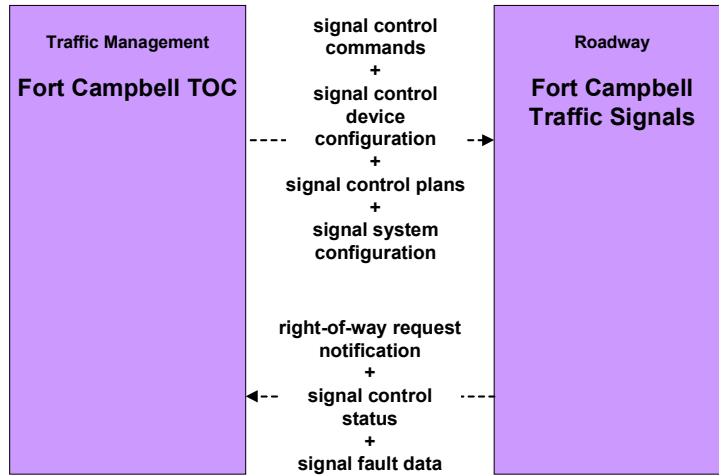 Traffic Management
Fort Campbell TOC
signal control
commands
+
signal control
device
configuration
+
signal control plans
+
signal system
configuration
right-of-way request
notification
+
signal control
status
+
signal fault data
Roadway
Fort Campbell
Traffic Signals